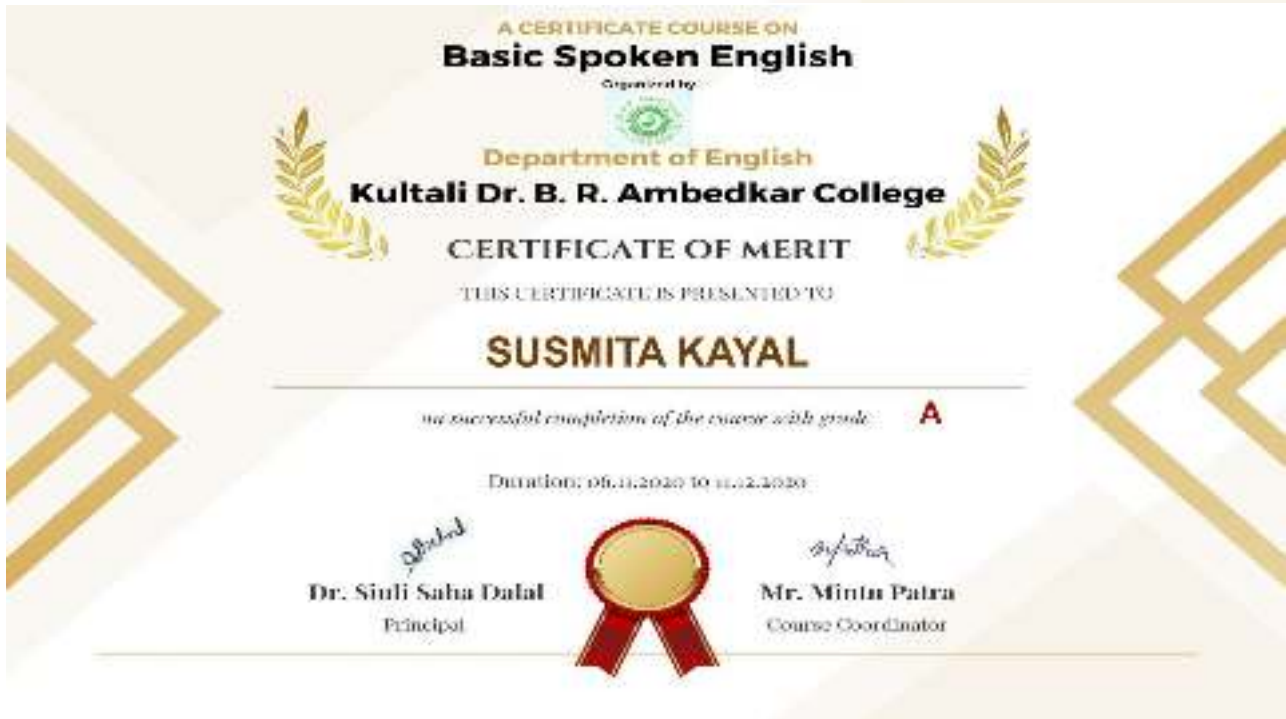 A CERTIFICATE COURSE ON
Basic Spoken English
Organized by
Department of English
Kultali Dr. B. R. Ambedkar College
CERTIFICATE OF MERIT
THIS CERTIFICATE IS PRESENTED TO
SUSMITA KAYAL
on successful completion of the course with grade A
Duration: 06.11.2020 to 11.12.2020
Dr. Siuli Saha Dalal
Mr. Mintu Patra
Principal
Course Coordinator